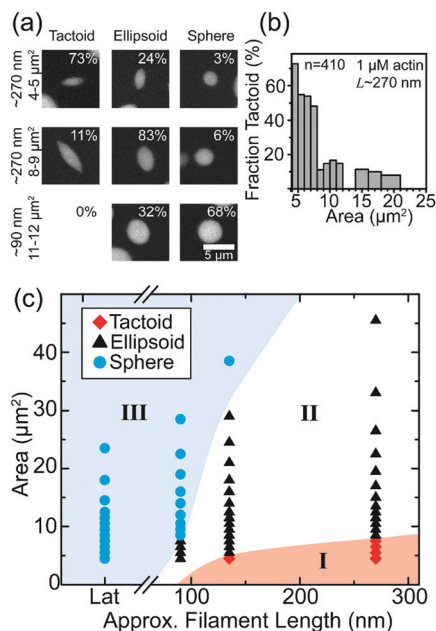 (a)
Tactoid Ellipsoid Sphere
~270 nm
4-5 µm²
73% 24% 3%
~270 nm
8-9 µm²
11% 83% 6%
~90 nm
11-12 µm²
0% 32% 68%
5 µm
(b)
n=410 1 µM actin
L~270 nm
Fraction Tactoid (%)
60
40
20
5 10 15 20 25
Area (µm²)
(c)
Tactoid
Ellipsoid
Sphere
III
II
I
Area (µm²)
40
30
20
10
0
Lat 100 200 300
Approx. Filament Length (nm)